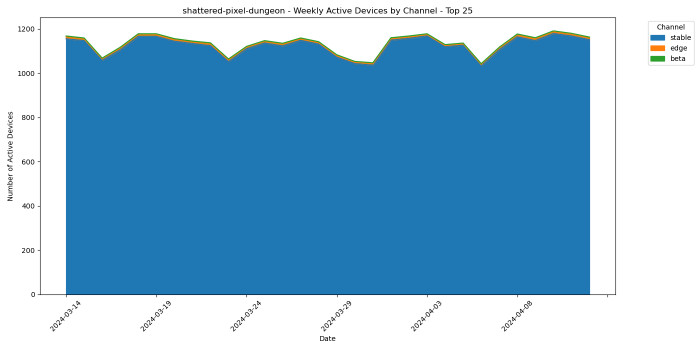 shattered-pixel-dungeon - Weekly Active Devices by Channel - Top 25
Channel
stable
edge
beta
Number of Active Devices
1200
1000
800
600
400
200
0
2024-03-14
2024-03-19
2024-03-24
2024-03-29
2024-04-03
2024-04-08
Date